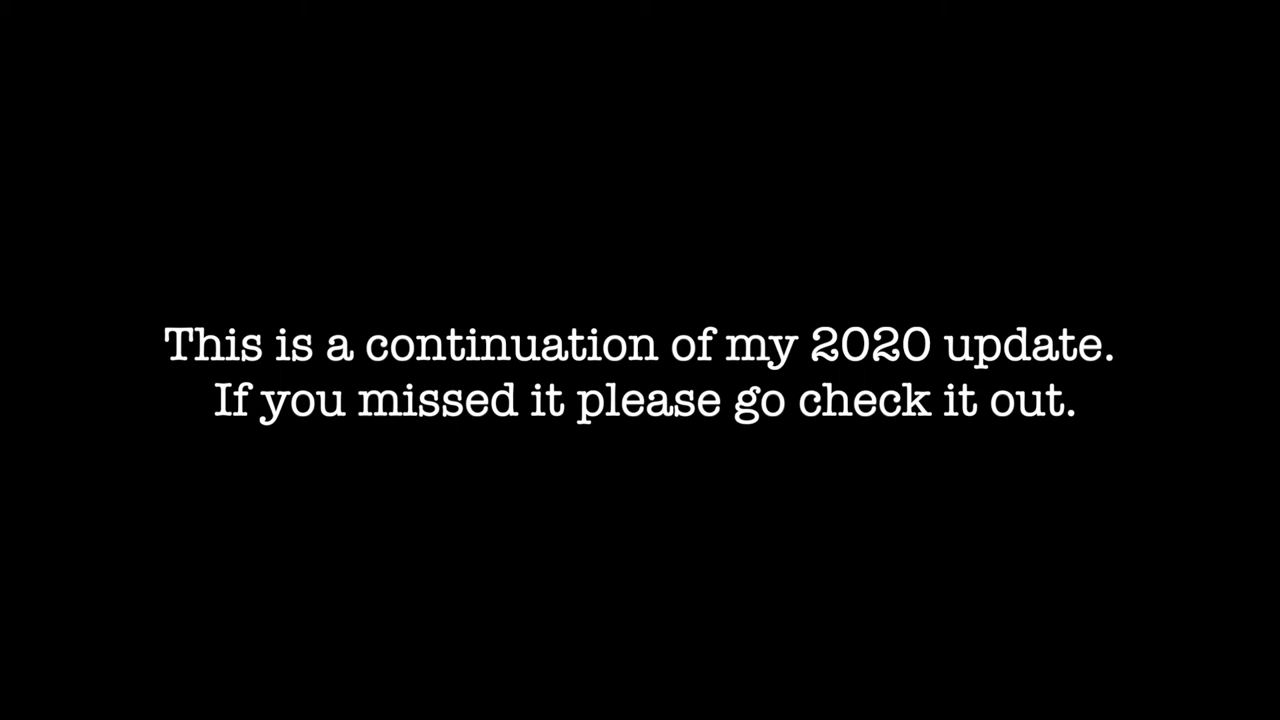 This is a continuation of my 2020 update.
If you missed it please go check it out.